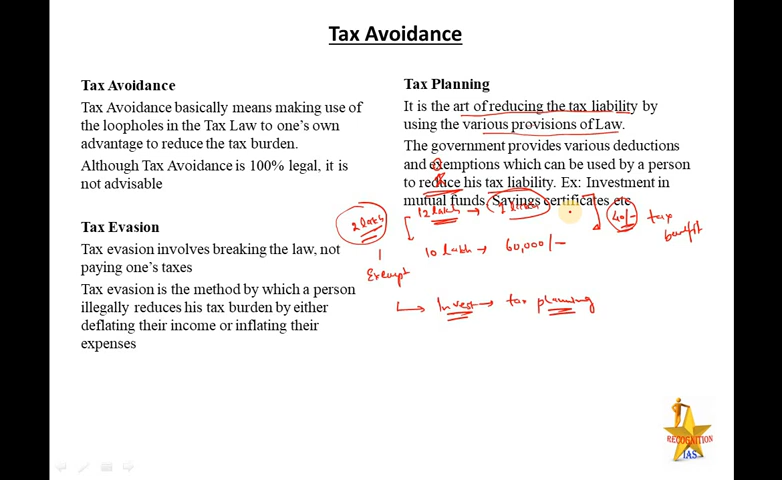 Tax Avoidance
Tax Avoidance
Tax Avoidance basically means making use of
the loopholes in the Tax Law to one's own
advantage to reduce the tax burden.
Although Tax Avoidance is 100% legal, it is
not advisable
Tax Evasion
Tax evasion involves breaking the law, not
paying one's taxes
Tax evasion is the method by which a person
illegally reduces his tax burden by either
deflating their income or inflating their
expenses
Tax Planning
It is the art of reducing the tax liability by
using the various provisions of Law.
The government provides various deductions
and exemptions which can be used by a person
to reduce his tax liability. Ex: Investment in
mutual funds, Savings certificates etc
2 lakh
Exempt
12 lakh → 1 lakh
10 lakh → 60,000/-
tax
benefit
Invest → tax planning
RECOGNITION
IAS